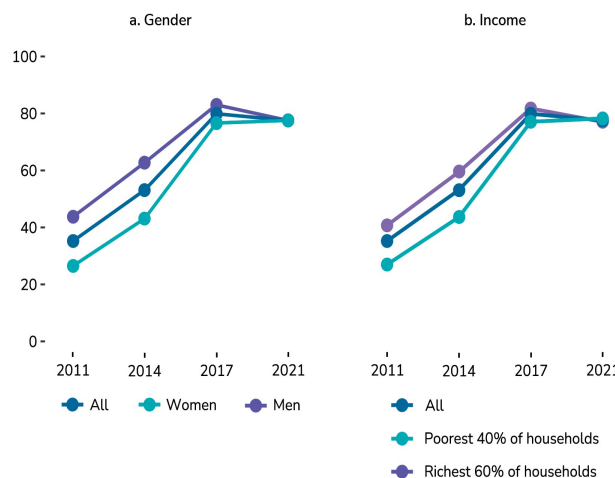 a. Gender
b. Income
100
80
60
40
20
0
2011 2014 2017 2021
2011 2014 2017 2021
All Women Men
All
Poorest 40% of households
Richest 60% of households